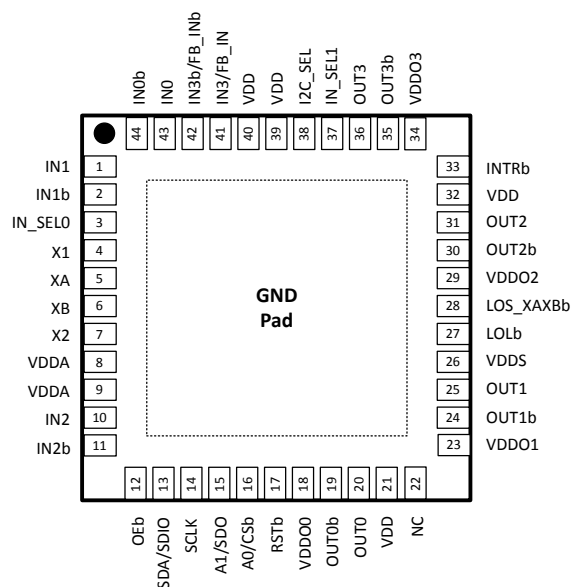 IN0b
IN0
IN3b/FB_INb
IN3/FB_IN
VDD
VDD
I2C_SEL
IN_SEL1
OUT3
OUT3b
VDDO3
44
43
42
41
40
39
38
37
36
35
34
IN1 1
IN1b 2
IN_SEL0 3
X1 4
XA 5
XB 6
X2 7
VDDA 8
VDDA 9
IN2 10
IN2b 11
GND
Pad
33 INTRb
32 VDD
31 OUT2
30 OUT2b
29 VDDO2
28 LOS_XAXBb
27 LOLb
26 VDDS
25 OUT1
24 OUT1b
23 VDDO1
12
13
14
15
16
17
18
19
20
21
22
OEb
SDA/SDIO
SCLK
A1/SDO
A0/CSb
RSTb
VDDO0
OUT0b
OUT0
VDD
NC